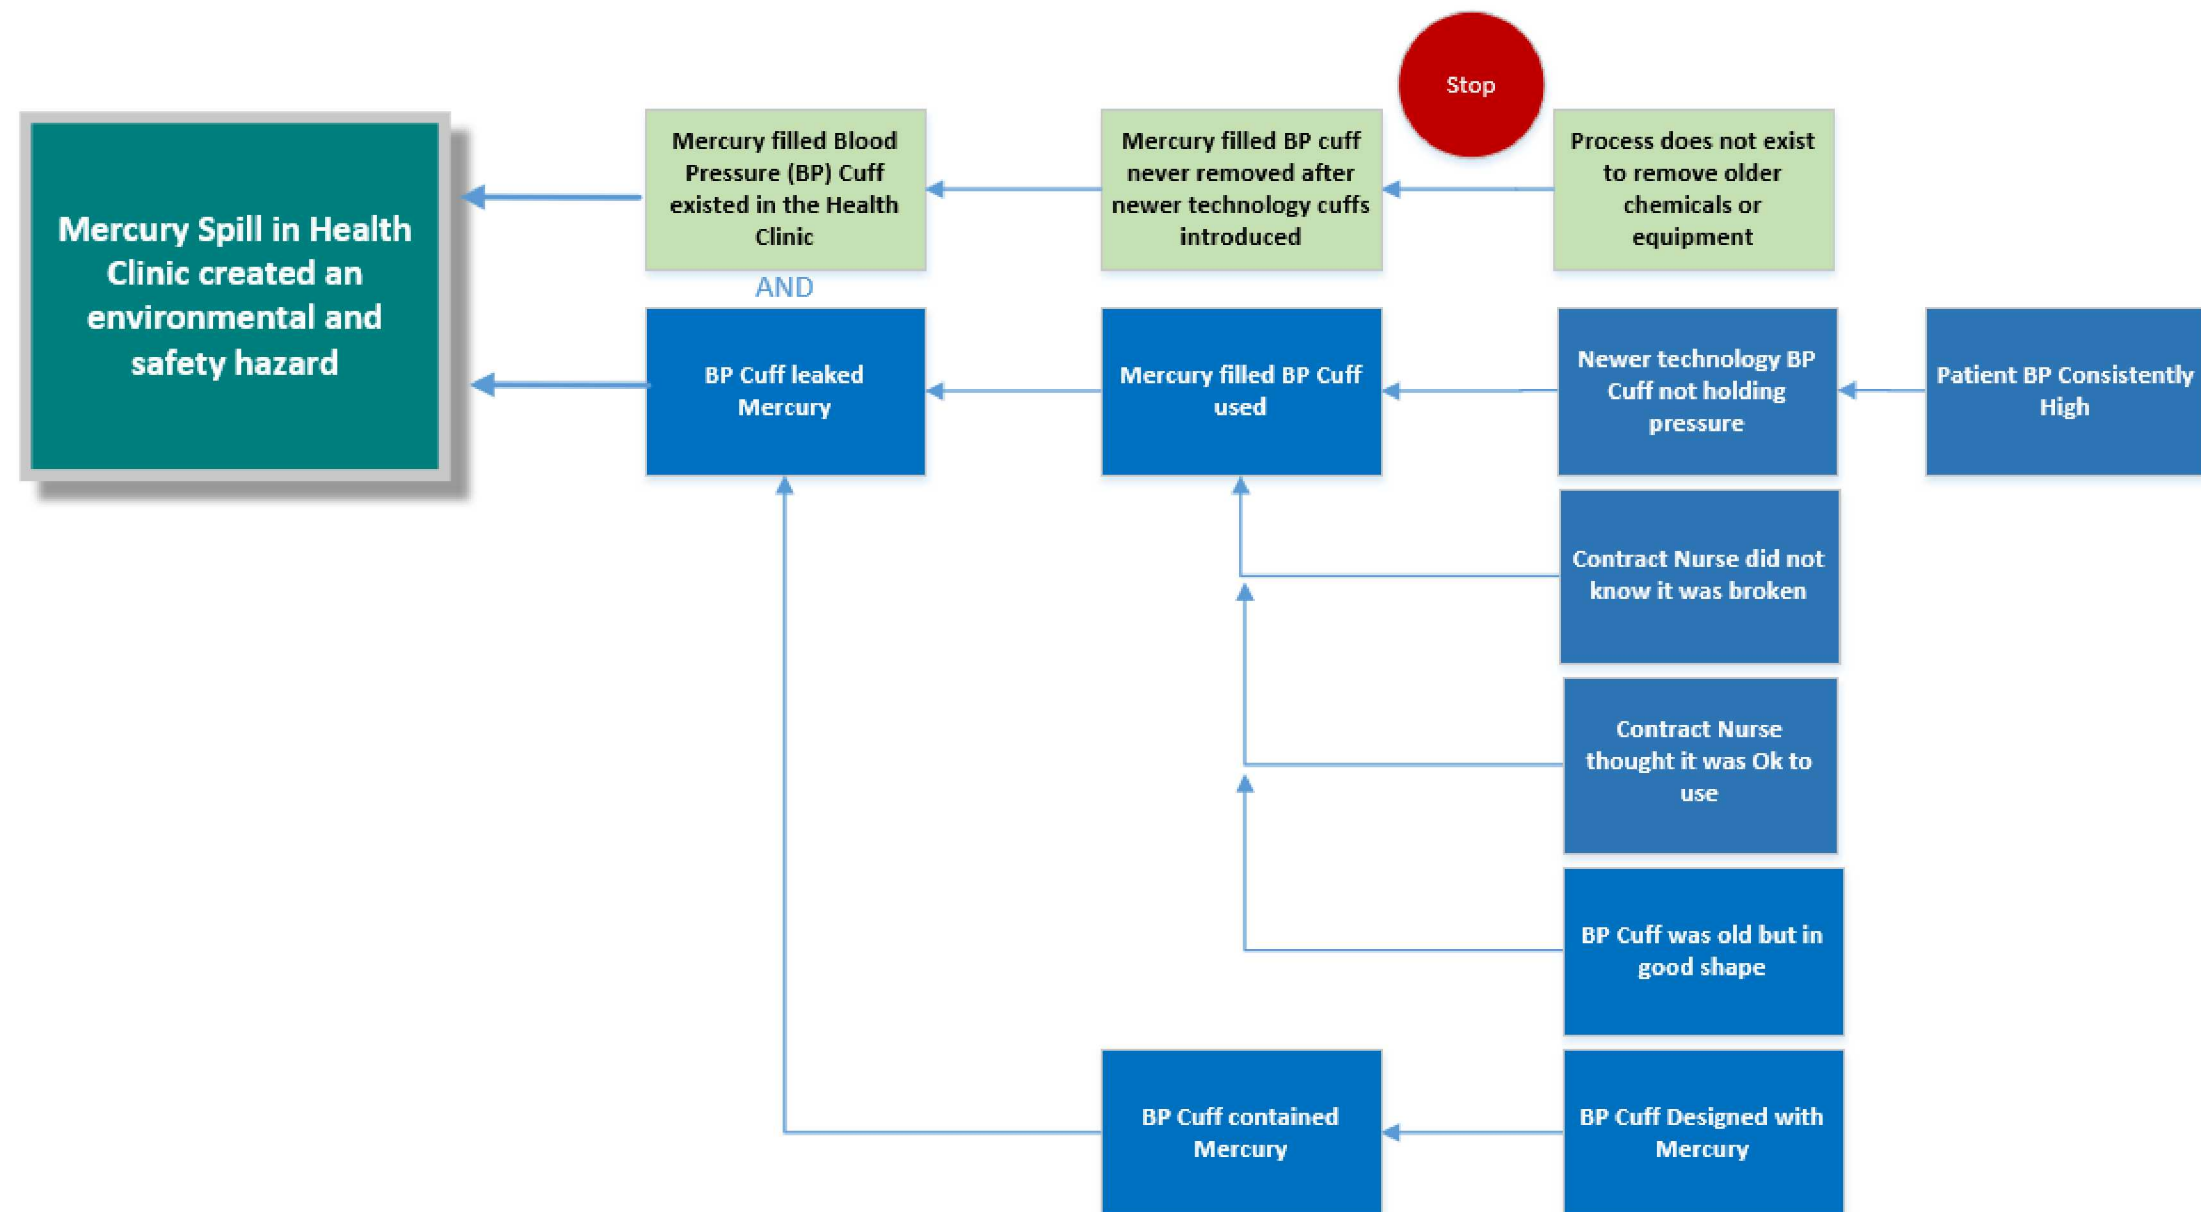 Stop
Mercury Spill in Health
Clinic created an
environmental and
safety hazard
Mercury filled Blood
Pressure (BP) Cuff
existed in the Health
Clinic
Mercury filled BP cuff
never removed after
newer technology cuffs
introduced
Process does not exist
to remove older
chemicals or
equipment
AND
BP Cuff leaked
Mercury
Mercury filled BP Cuff
used
Newer technology BP
Cuff not holding
pressure
Patient BP Consistently
High
Contract Nurse did not
know it was broken
Contract Nurse
thought it was Ok to
use
BP Cuff was old but in
good shape
BP Cuff contained
Mercury
BP Cuff Designed with
Mercury